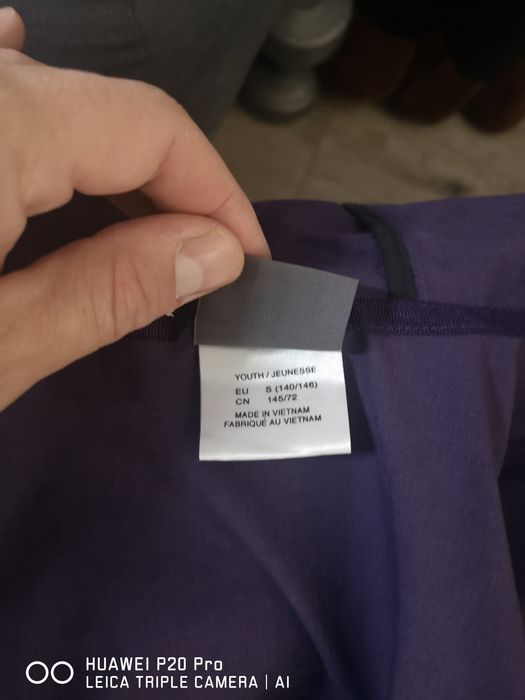 YOUTH / JEUNESSE
EU S (140/146)
CN 145/72
MADE IN VIETNAM
FABRIQUÉ AU VIETNAM
HUAWEI P20 Pro
LEICA TRIPLE CAMERA | AI